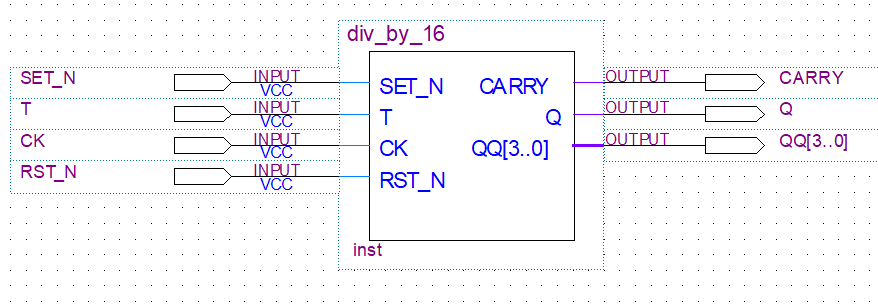 div_by_16
SET_N INPUT VCC SET_N CARRY OUTPUT CARRY
T INPUT VCC T Q OUTPUT Q
CK INPUT VCC CK QQ[3..0] OUTPUT QQ[3..0]
RST_N INPUT VCC RST_N
inst